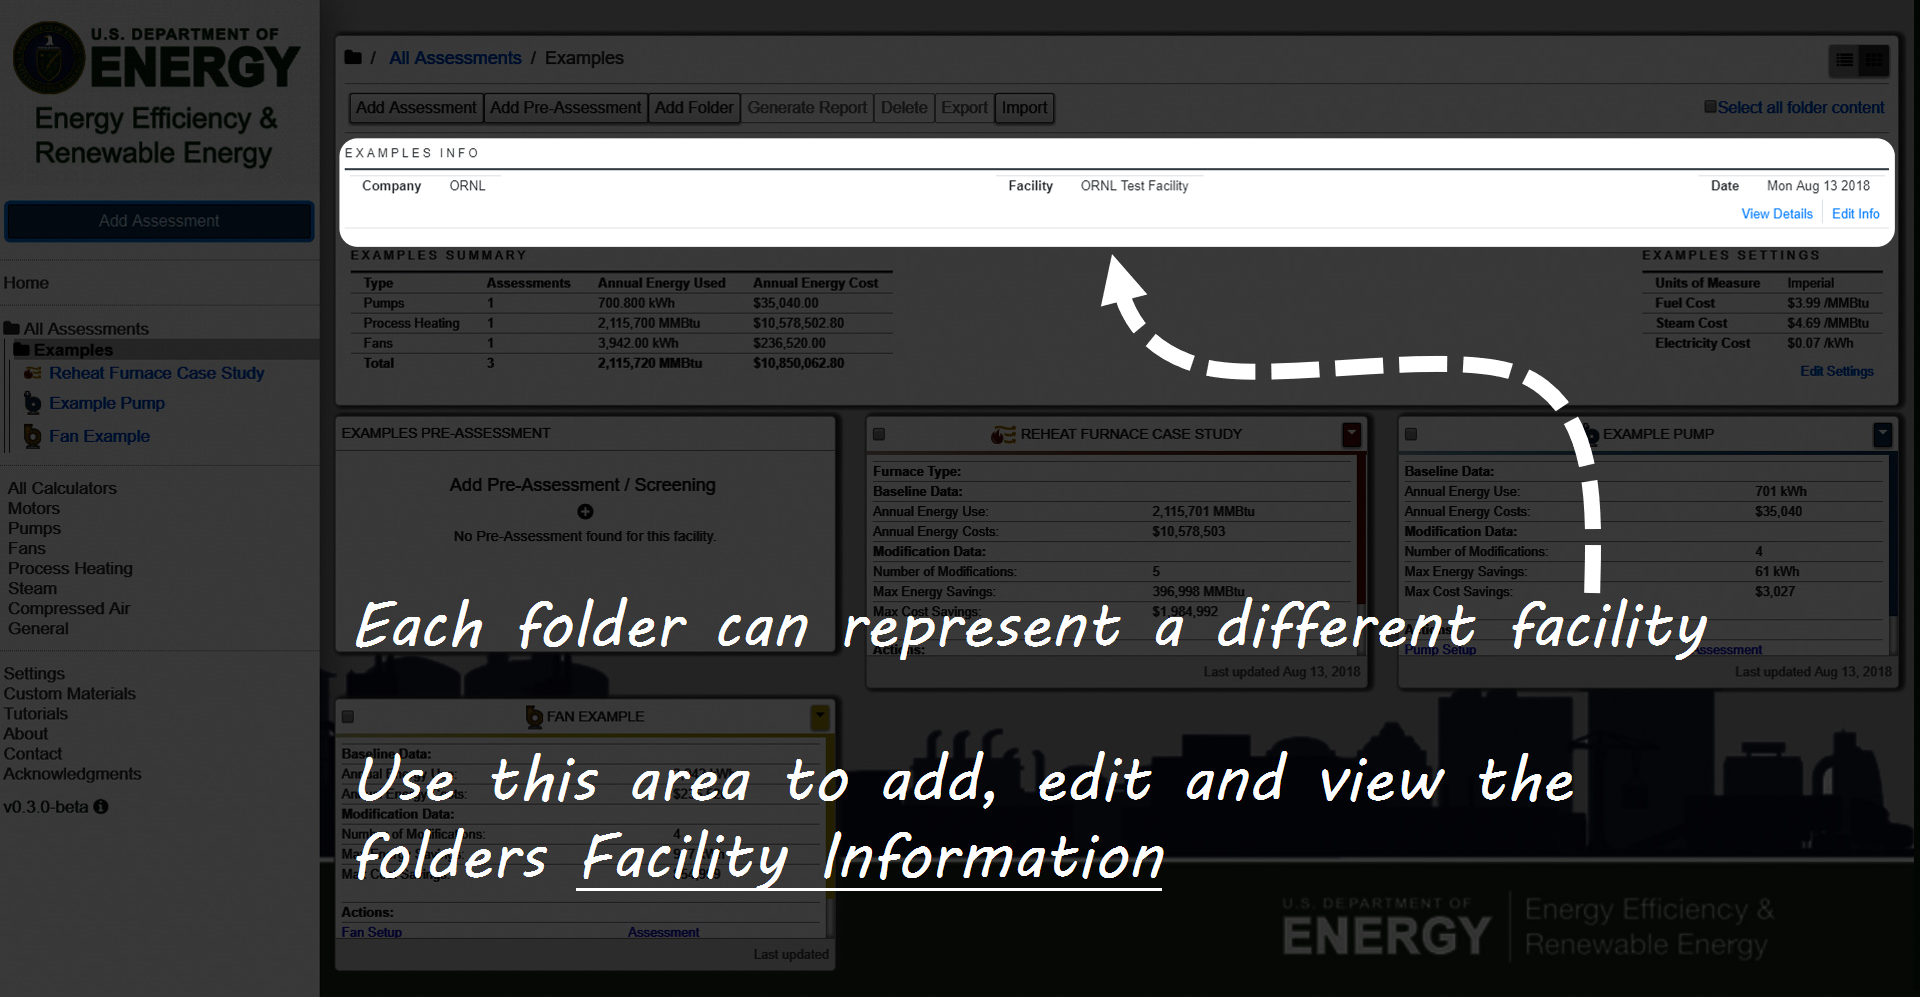 U.S. DEPARTMENT OF
ENERGY
Energy Efficiency &
Renewable Energy
Add Assessment
Home
All Assessments
Examples
Reheat Furnace Case Study
Example Pump
Fan Example
All Calculators
Motors
Pumps
Fans
Process Heating
Steam
Compressed Air
General
Settings
Custom Materials
Tutorials
About
Contact
Acknowledgments
v0.3.0-beta
/ All Assessments / Examples
Add Assessment Add Pre-Assessment Add Folder Generate Report Delete Export Import Select all folder content
EXAMPLES INFO
Company ORNL Facility ORNL Test Facility Date Mon Aug 13 2018
View Details Edit Info
EXAMPLES SUMMARY
Type Assessments Annual Energy Used Annual Energy Cost
Pumps 1 700.800 kWh $35,040.00
Process Heating 1 2,115,700 MMBtu $10,578,502.80
Fans 1 3,942.00 kWh $236,520.00
Total 3 2,115,720 MMBtu $10,850,062.80
EXAMPLES SETTINGS
Units of Measure Imperial
Fuel Cost $3.99 /MMBtu
Steam Cost $4.69 /MMBtu
Electricity Cost $0.07 /kWh
Edit Settings
EXAMPLES PRE-ASSESSMENT
Add Pre-Assessment / Screening
No Pre-Assessment found for this facility.
REHEAT FURNACE CASE STUDY
Furnace Type:
Baseline Data:
Annual Energy Use: 2,115,701 MMBtu
Annual Energy Costs: $10,578,503
Modification Data:
Number of Modifications: 5
Max Energy Savings: 396,998 MMBtu
Max Cost Savings: $1,984,992
Actions:
Last updated Aug 13, 2018
EXAMPLE PUMP
Baseline Data:
Annual Energy Use: 701 kWh
Annual Energy Costs: $35,040
Modification Data:
Number of Modifications: 4
Max Energy Savings: 61 kWh
Max Cost Savings: $3,027
Actions:
Pump Setup Assessment
Last updated Aug 13, 2018
Each folder can represent a different facility
FAN EXAMPLE
Baseline Data:
Annual Energy Use:
Annual Energy Costs:
Modification Data:
Number of Modifications: 4
Max Energy Savings:
Max Cost Savings:
Actions:
Fan Setup Assessment
Last updated
Use this area to add, edit and view the
folders Facility Information
U.S. DEPARTMENT OF
ENERGY
Energy Efficiency &
Renewable Energy